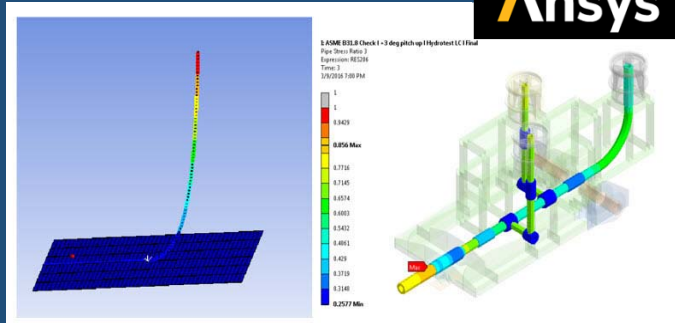 Ansys
1: ASME B31.8 Check I +3 deg pitch up I Hydrotest LC I Final
Pipe Stress Ratio 3
Expression: RES206
Time: 3
3/9/2016 7:00 PM
1
1
0.9429
0.856 Max
0.7716
0.7145
0.6574
0.6003
0.5432
0.4861
0.429
0.3719
0.3148
0.2577 Min
Max